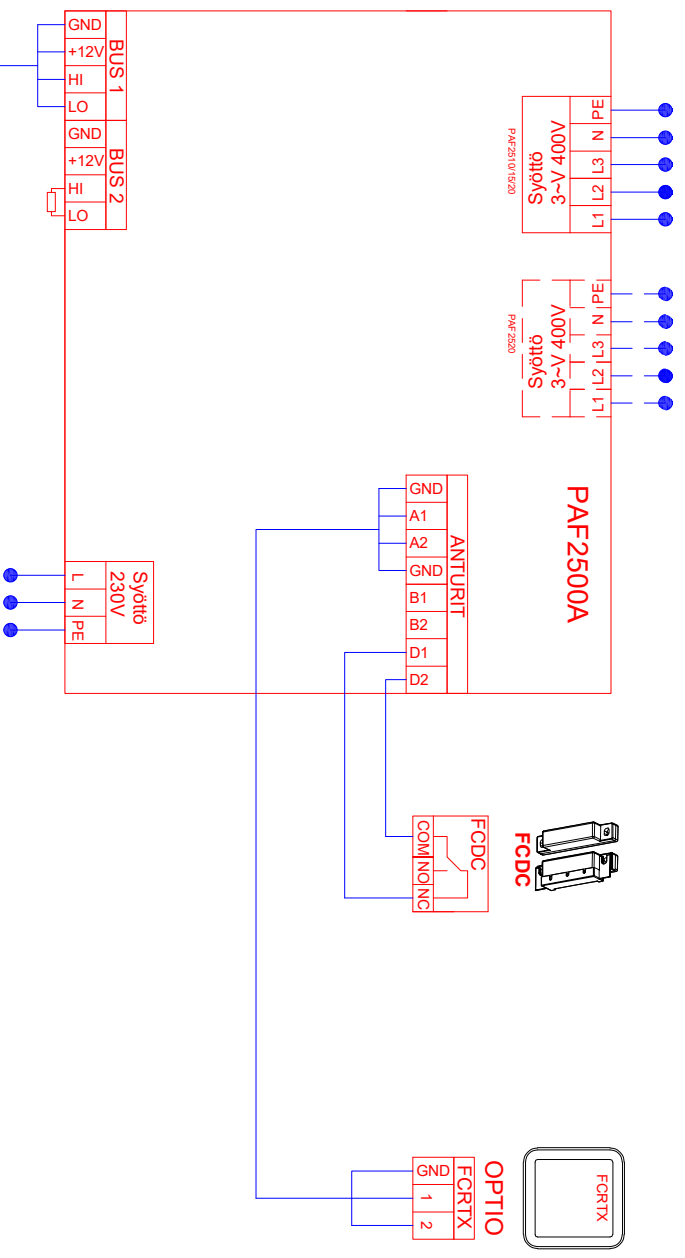 GND
+12V
HI
LO
BUS 1
GND
+12V
HI
LO
BUS 2
PE
N
L3
L2
L1
3~V 400V
Syöttö
PAF2510/15/20
PE
N
L3
L2
L1
3~V 400V
Syöttö
PAF2520
PAF2500A
GND
A1
A2
GND
B1
B2
D1
D2
ANTURIT
L
N
PE
Syöttö
230V
FCDC
COM
NO
NC
FCDC
FCRTX
OPTIO
FCRTX
GND
1
2